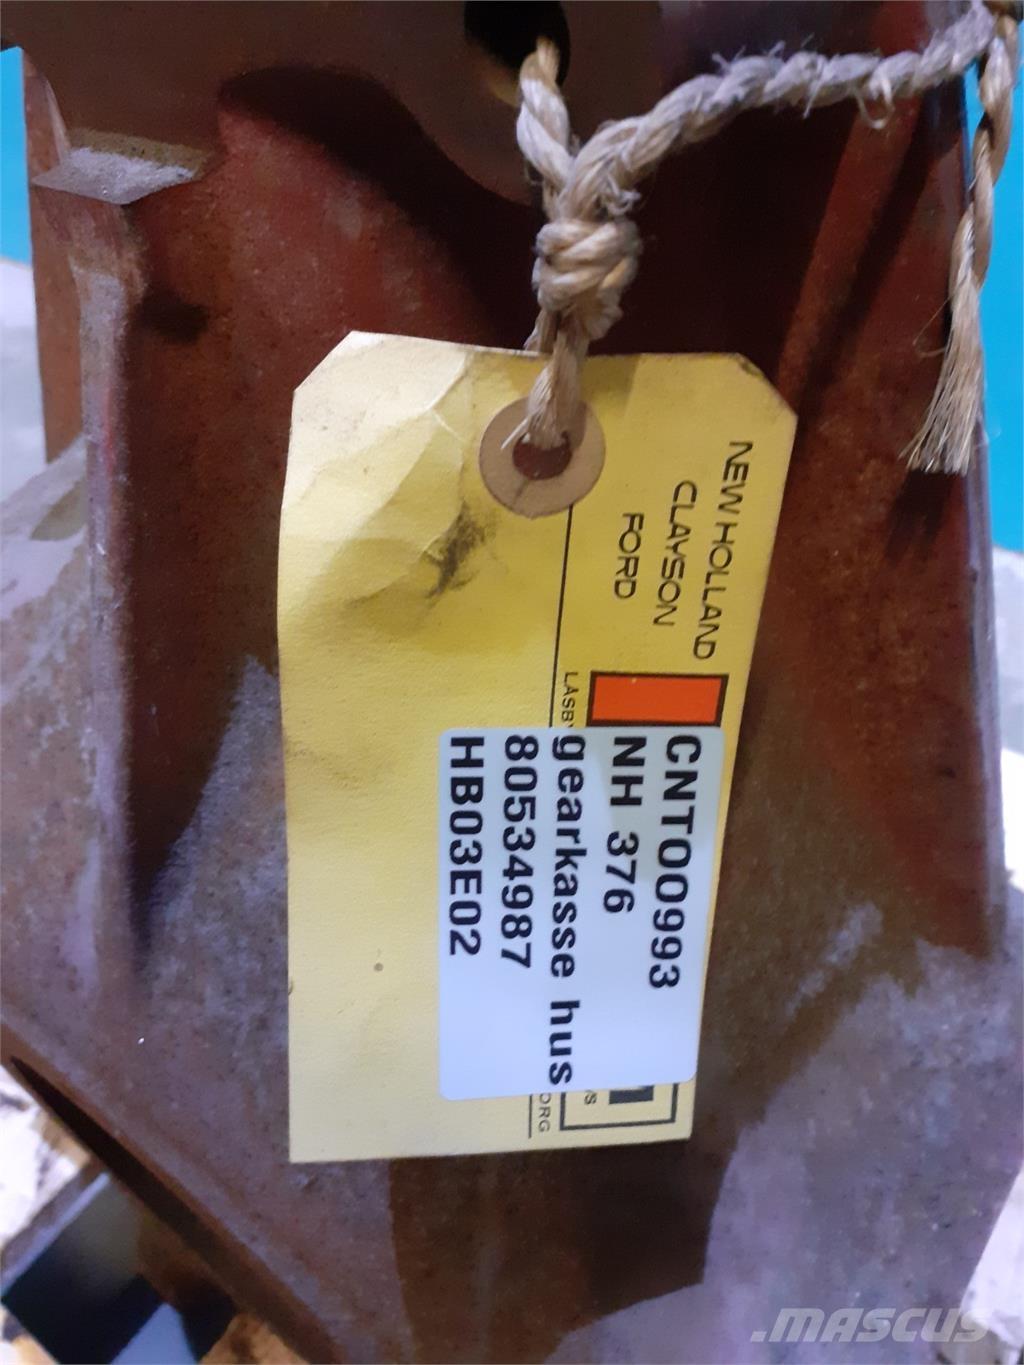 NEW HOLLAND
CLAYSON
FORD
CNT00993
NH 376
gearkasse hus
80534987
HB03E02
.MASCUS